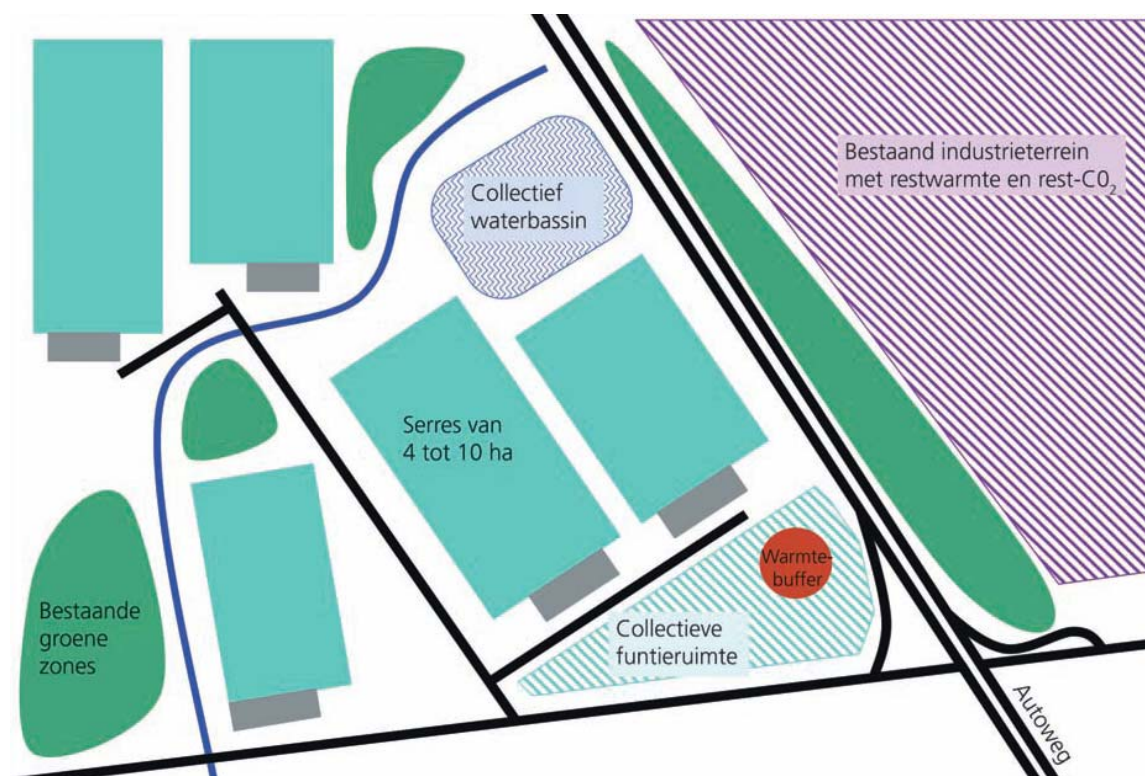 Bestaand industrieterrein
met restwarmte en rest-C0₂
Collectief
waterbassin
Serres van
4 tot 10 ha
Warmte-
buffer
Bestaande
groene
zones
Collectieve
funtieruimte
Autoweg